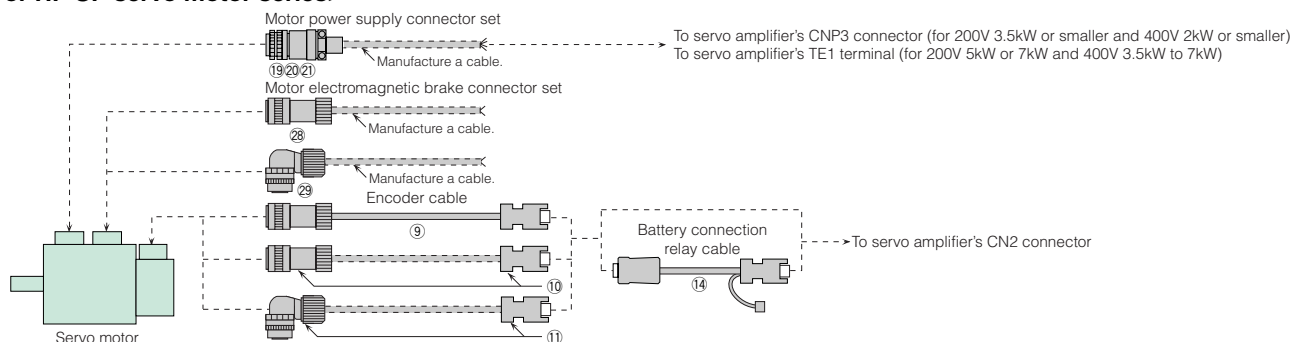 Motor power supply connector set
To servo amplifier's CNP3 connector (for 200V 3.5kW or smaller and 400V 2kW or smaller)
To servo amplifier's TE1 terminal (for 200V 5kW or 7kW and 400V 3.5kW to 7kW)
Manufacture a cable.
⑲⑳㉑
Motor electromagnetic brake connector set
Manufacture a cable.
㉘
Manufacture a cable.
㉙
Encoder cable
⑨
Battery connection
relay cable
To servo amplifier's CN2 connector
⑩
⑭
⑪
Servo motor